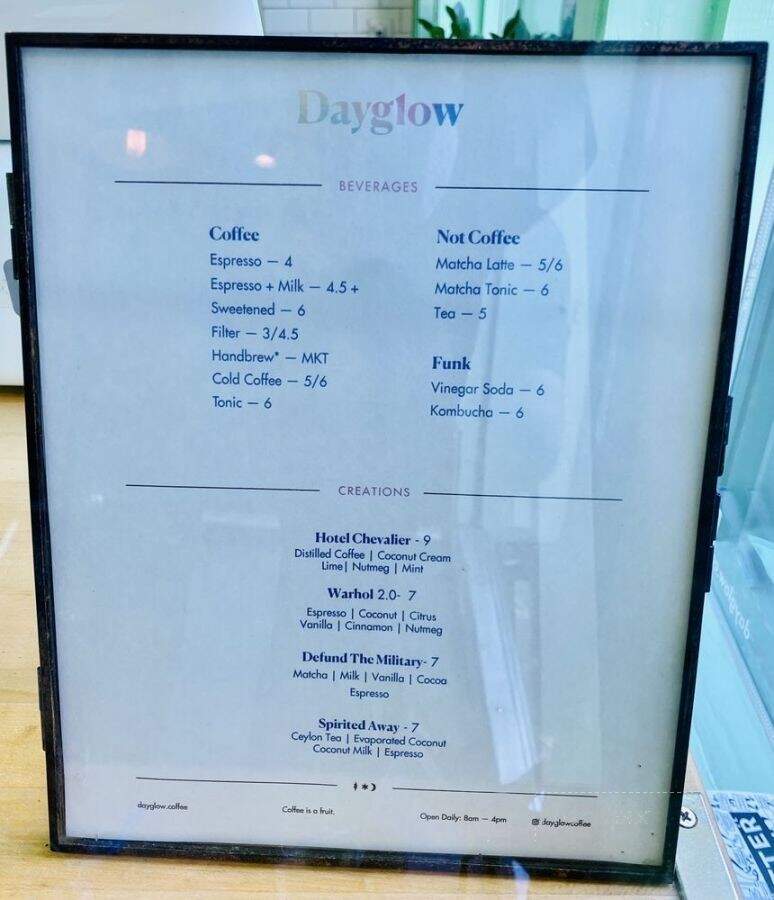 Dayglow
BEVERAGES
Coffee
Espresso — 4
Espresso + Milk — 4.5 +
Sweetened — 6
Filter — 3/4.5
Handbrew* — MKT
Cold Coffee — 5/6
Tonic — 6
Not Coffee
Matcha Latte — 5/6
Matcha Tonic — 6
Tea — 5
Funk
Vinegar Soda — 6
Kombucha — 6
CREATIONS
Hotel Chevalier - 9
Distilled Coffee | Coconut Cream
Lime| Nutmeg | Mint
Warhol 2.0- 7
Espresso | Coconut | Citrus
Vanilla | Cinnamon | Nutmeg
Defund The Military- 7
Matcha | Milk | Vanilla | Cocoa
Espresso
Spirited Away - 7
Ceylon Tea | Evaporated Coconut
Coconut Milk | Espresso
dayglow.coffee
Coffee is a fruit.
Open Daily: 8am — 4pm
dayglowcoffee